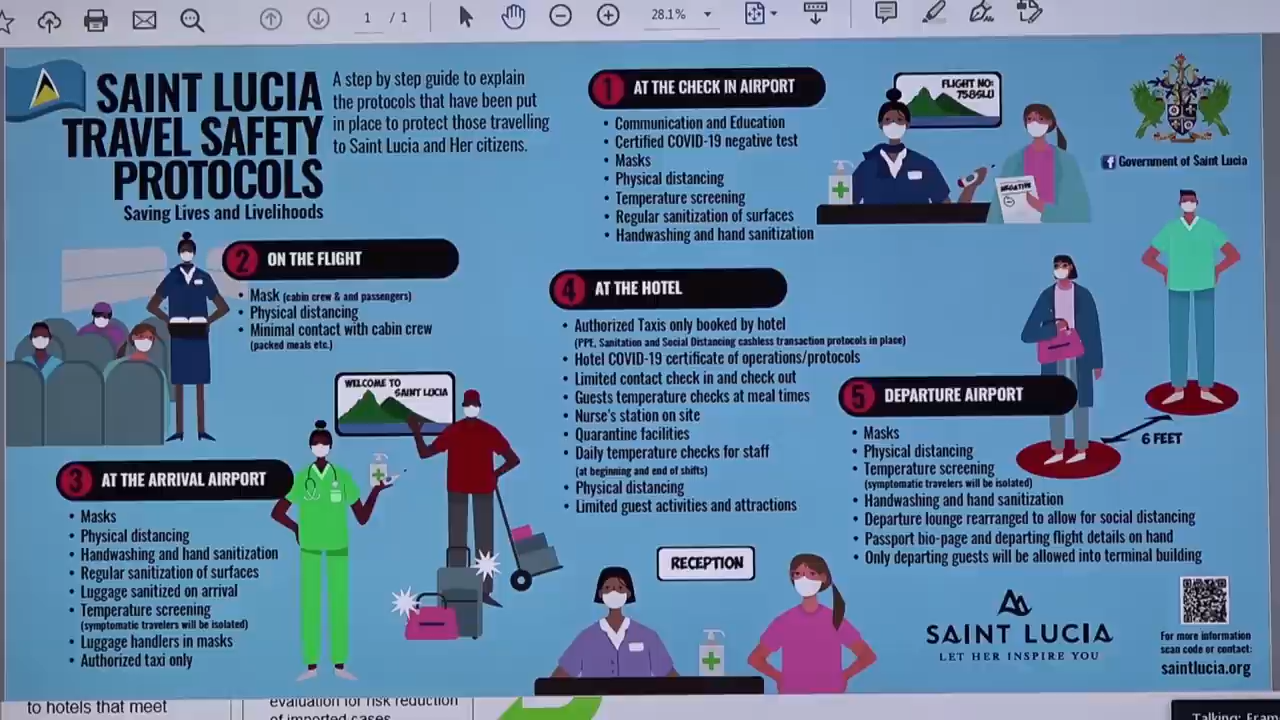 1 / 1
28.1%
SAINT LUCIA
TRAVEL SAFETY
PROTOCOLS
Saving Lives and Livelihoods
A step by step guide to explain
the protocols that have been put
in place to protect those travelling
to Saint Lucia and Her citizens.
1 AT THE CHECK IN AIRPORT
• Communication and Education
• Certified COVID-19 negative test
• Masks
• Physical distancing
• Temperature screening
• Regular sanitization of surfaces
• Handwashing and hand sanitization
FLIGHT NO:
758SLU
NEGATIVE
Government of Saint Lucia
2 ON THE FLIGHT
• Mask (cabin crew & and passengers)
• Physical distancing
• Minimal contact with cabin crew
(packed meals etc.)
WELCOME TO
SAINT LUCIA
3 AT THE ARRIVAL AIRPORT
• Masks
• Physical distancing
• Handwashing and hand sanitization
• Regular sanitization of surfaces
• Luggage sanitized on arrival
• Temperature screening
(symptomatic travelers will be isolated)
• Luggage handlers in masks
• Authorized taxi only
4 AT THE HOTEL
• Authorized Taxis only booked by hotel
(PPE, Sanitation and Social Distancing cashless transaction protocols in place)
• Hotel COVID-19 certificate of operations/protocols
• Limited contact check in and check out
• Guests temperature checks at meal times
• Nurse's station on site
• Quarantine facilities
• Daily temperature checks for staff
(at beginning and end of shifts)
• Physical distancing
• Limited guest activities and attractions
RECEPTION
5 DEPARTURE AIRPORT
• Masks
• Physical distancing
• Temperature screening
(symptomatic travelers will be isolated)
• Handwashing and hand sanitization
• Departure lounge rearranged to allow for social distancing
• Passport bio-page and departing flight details on hand
• Only departing guests will be allowed into terminal building
6 FEET
SAINT LUCIA
LET HER INSPIRE YOU
For more information
scan code or contact:
saintlucia.org
to hotels that meet
evaluation for risk reduction
of imported cases
Talking: Fram